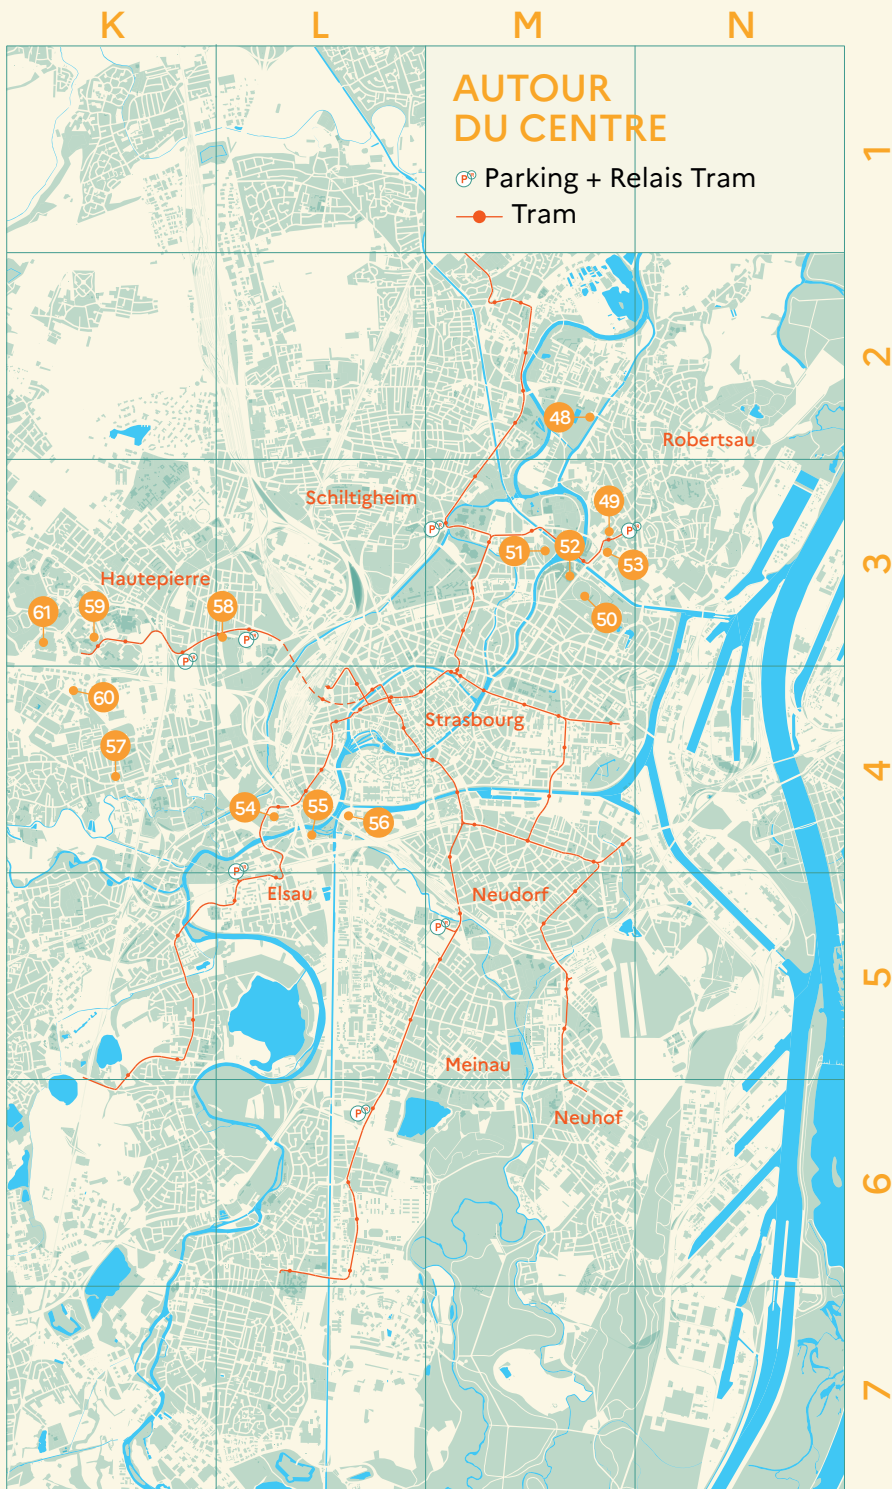 K L M N
AUTOUR
DU CENTRE
P Parking + Relais Tram
Tram
1
2
48
Robertsau
Schiltigheim
49
P
P
51
52
53
3
Hautepierre
61
59
58
50
P
P
60
Strasbourg
57
4
54
55
56
P
Elsau
Neudorf
P
5
Meinau
P
Neuhof
6
7